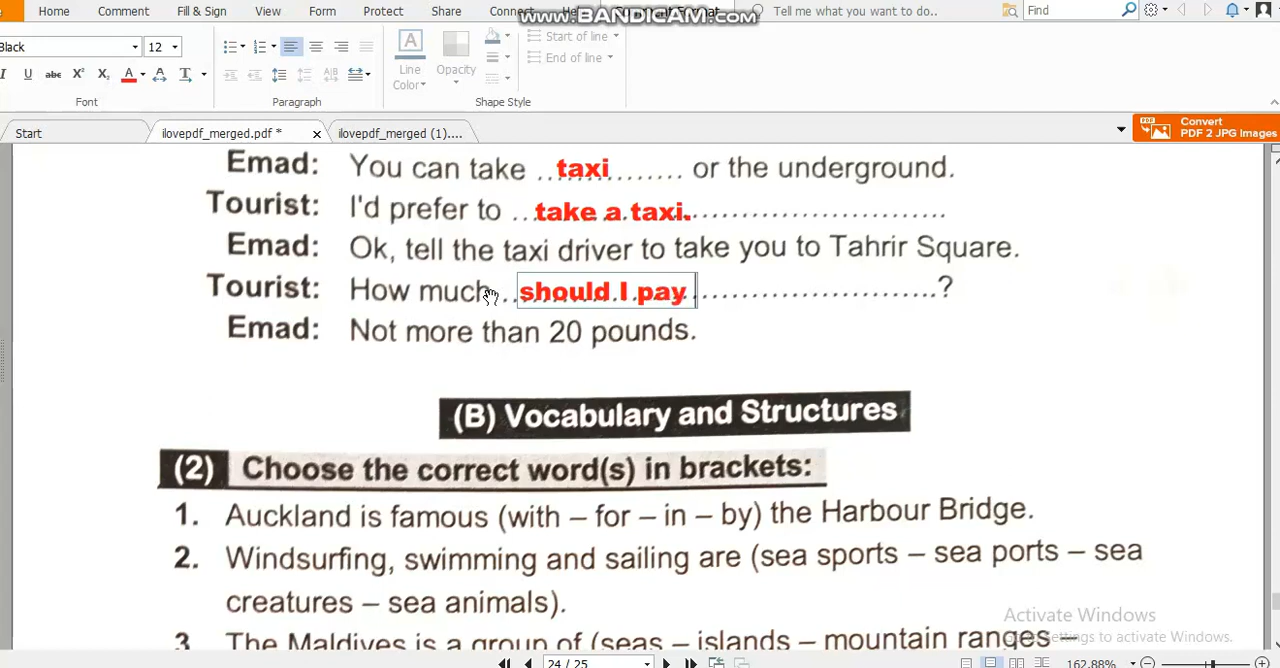 Home Comment Fill & Sign View Form Protect Share Connect Tell me what you want to do.. Find
www.BANDICAM.com
Black 12
Start of line
End of line
I U abc X² X₂ A A T
Line Color Opacity
Font Paragraph Shape Style
Start ilovepdf_merged.pdf * ilovepdf_merged (1)....
Convert
PDF 2 JPG Images
Emad: You can take ..taxi........ or the underground.
Tourist: I'd prefer to ..take a taxi...............................
Emad: Ok, tell the taxi driver to take you to Tahrir Square.
Tourist: How much ..should I pay .............................?
Emad: Not more than 20 pounds.
(B) Vocabulary and Structures
(2) Choose the correct word(s) in brackets:
1. Auckland is famous (with – for – in – by) the Harbour Bridge.
2. Windsurfing, swimming and sailing are (sea sports – sea ports – sea
creatures – sea animals).
3 The Maldives is a group of (seas – islands – mountain ranges –
Activate Windows
Go to Settings to activate Windows.
24 / 25
162.88%